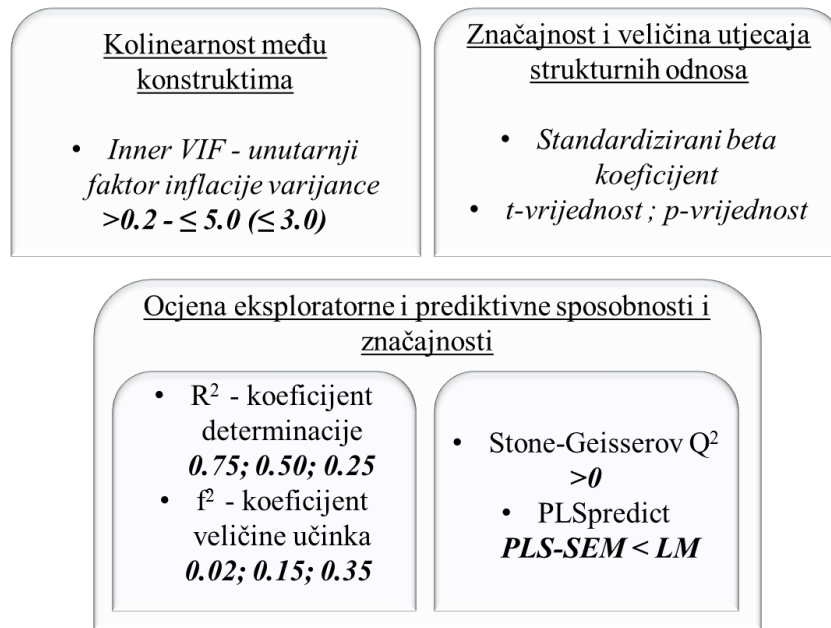 Kolinearnost među
konstruktima
• Inner VIF - unutarnji
faktor inflacije varijance
>0.2 - ≤ 5.0 (≤ 3.0)
Značajnost i veličina utjecaja
strukturnih odnosa
• Standardizirani beta
koeficijent
• t-vrijednost ; p-vrijednost
Ocjena eksploratorne i prediktivne sposobnosti i
značajnosti
• R² - koeficijent
determinacije
0.75; 0.50; 0.25
• f² - koeficijent
veličine učinka
0.02; 0.15; 0.35
• Stone-Geisserov Q²
>0
• PLSpredict
PLS-SEM < LM